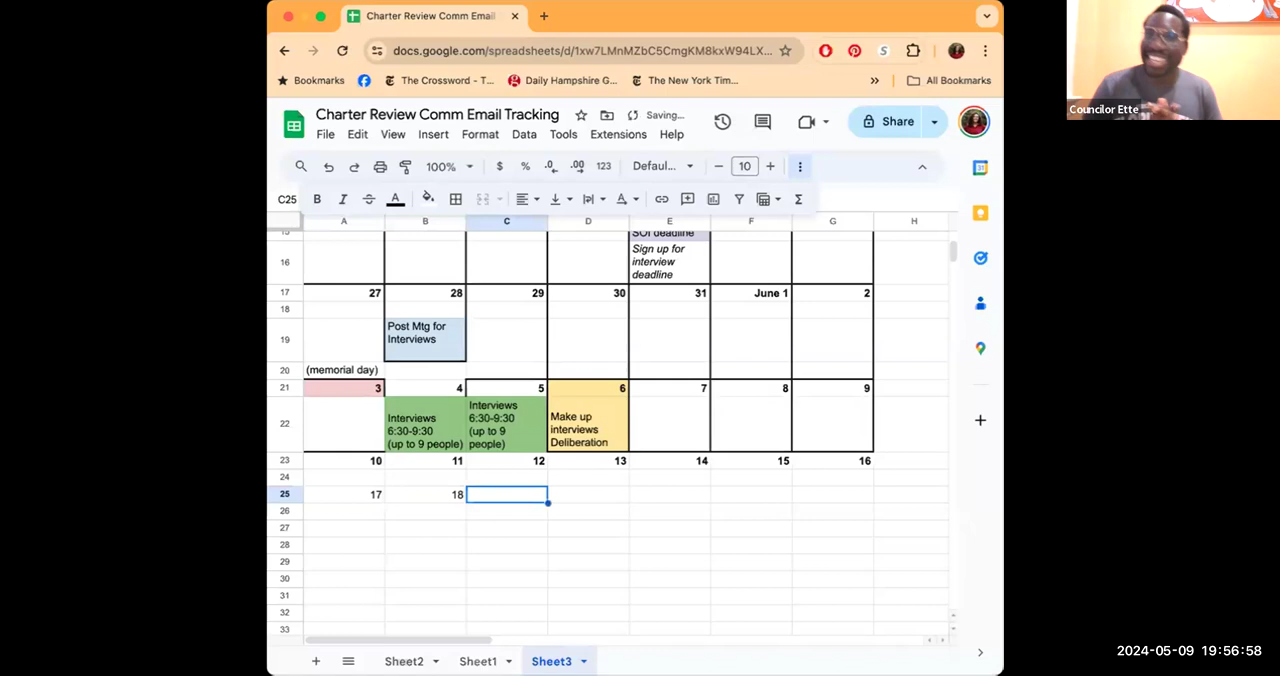 Charter Review Comm Email
docs.google.com/spreadsheets/d/1xw7LMnMZbC5CmgKM8kxW94LX...
Bookmarks
The Crossword - T...
Daily Hampshire G...
The New York Tim...
All Bookmarks
Charter Review Comm Email Tracking
Saving...
File Edit View Insert Format Data Tools Extensions Help
Share
100% $ % .0 .00 123 Defaul... 10
C25
A B C D E F G H
15 SOI deadline
16 Sign up for
interview
deadline
17 27 28 29 30 31 June 1 2
18
19 Post Mtg for
Interviews
20 (memorial day)
21 3 4 5 6 7 8 9
22
Interviews
6:30-9:30
(up to 9 people)
Interviews
6:30-9:30
(up to 9
people)
Make up
interviews
Deliberation
23 10 11 12 13 14 15 16
24
25 17 18
26
27
28
29
30
31
32
33
Sheet2 Sheet1 Sheet3
Councilor Ette
2024-05-09 19:56:58